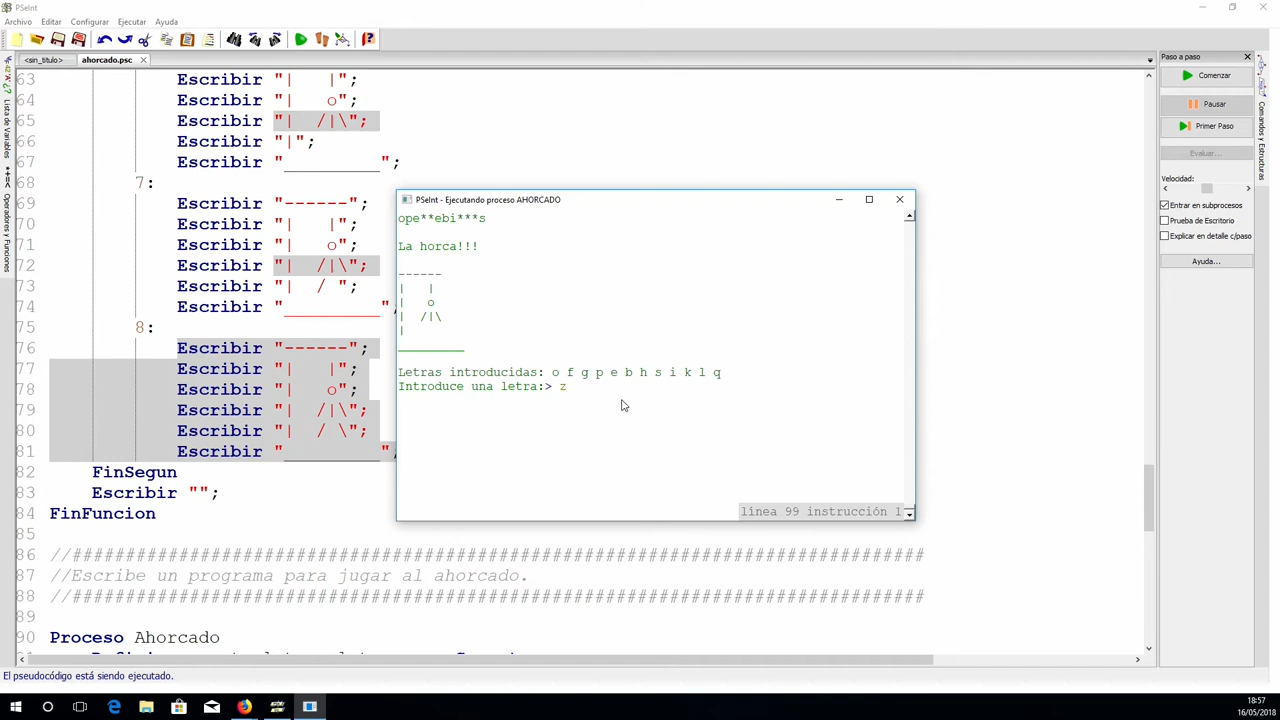 PSeInt
Archivo Editar Configurar Ejecutar Ayuda
<sin_titulo> ahorcado.psc
63 Escribir "|   |";
64 Escribir "|   o";
65 Escribir "|  /|\";
66 Escribir "|";
67 Escribir "_________";
68 7:
69 Escribir "------";
70 Escribir "|   |";
71 Escribir "|   o";
72 Escribir "|  /|\";
73 Escribir "|  / ";
74 Escribir "_________";
75 8:
76 Escribir "------";
77 Escribir "|   |";
78 Escribir "|   o";
79 Escribir "|  /|\";
80 Escribir "|  / \";
81 Escribir "_________"
82 FinSegun
83 Escribir "";
84 FinFuncion
85
86 //################################################################################
87 //Escribe un programa para jugar al ahorcado.
88 //################################################################################
89
90 Proceso Ahorcado
PSeInt - Ejecutando proceso AHORCADO
ope**ebi***s
La horca!!!
------
|   |
|   o
|  /|\
|
_________
Letras introducidas: o f g p e b h s i k l q
Introduce una letra:> z
línea 99 instrucción 1
Lista de Variables
Operadores y Funciones
Paso a paso
Comenzar
Pausar
Primer Paso
Evaluar...
Velocidad:
Entrar en subprocesos
Prueba de Escritorio
Explicar en detalle c/paso
Ayuda...
Comandos y Estructuras
El pseudocódigo está siendo ejecutado.
18:57
16/05/2018